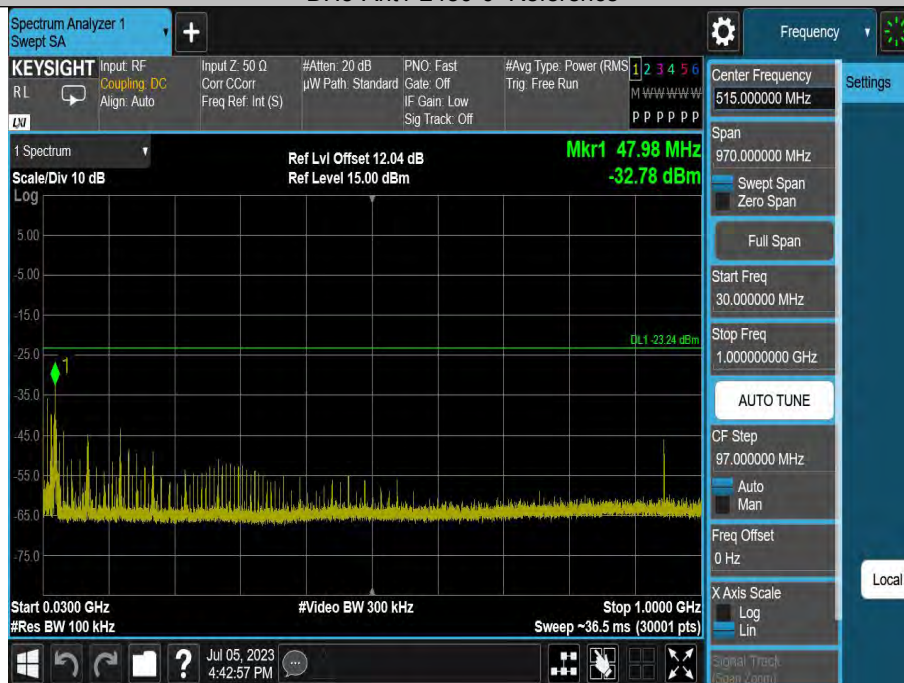 Spectrum Analyzer 1
Swept SA
Frequency
KEYSIGHT
RL
LXI
Input: RF
Coupling: DC
Align: Auto
Input Z: 50 Ω
Corr CCorr
Freq Ref: Int (S)
#Atten: 20 dB
µW Path: Standard
PNO: Fast
Gate: Off
IF Gain: Low
Sig Track: Off
#Avg Type: Power (RMS
Trig: Free Run
1 2 3 4 5 6
M W W W W W
P P P P P P
Center Frequency
515.000000 MHz
Settings
1 Spectrum
Scale/Div 10 dB
Ref Lvl Offset 12.04 dB
Ref Level 15.00 dBm
Mkr1 47.98 MHz
-32.78 dBm
Log
5.00
-5.00
-15.0
-25.0
-35.0
-45.0
-55.0
-65.0
-75.0
DL1 -23.24 dBm
1
Start 0.0300 GHz
#Res BW 100 kHz
#Video BW 300 kHz
Stop 1.0000 GHz
Sweep ~36.5 ms (30001 pts)
Span
970.000000 MHz
Swept Span
Zero Span
Full Span
Start Freq
30.000000 MHz
Stop Freq
1.000000000 GHz
AUTO TUNE
CF Step
97.000000 MHz
Auto
Man
Freq Offset
0 Hz
X Axis Scale
Log
Lin
Signal Track
(Span Zoom)
Local
?
Jul 05, 2023
4:42:57 PM